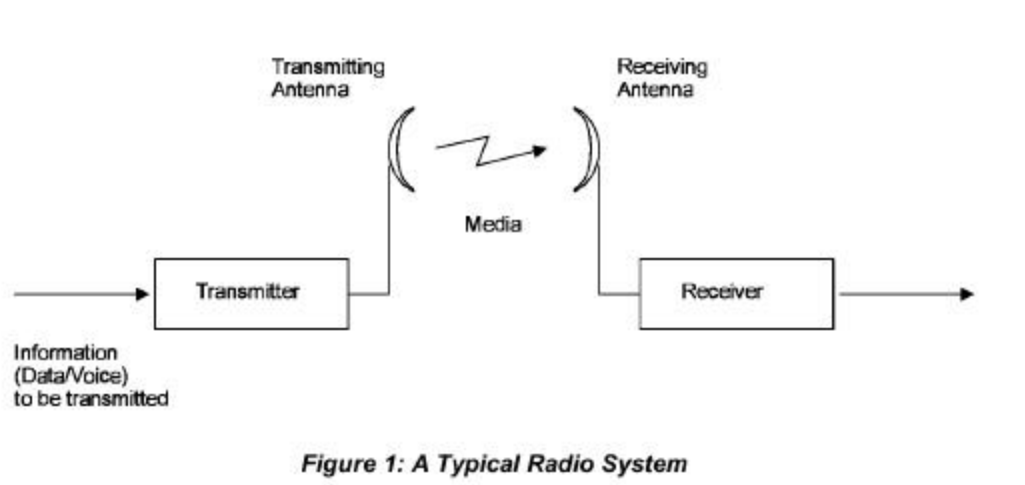 Transmitting
Antenna
Receiving
Antenna
Media
Transmitter
Receiver
Information
(Data/Voice)
to be transmitted
Figure 1: A Typical Radio System